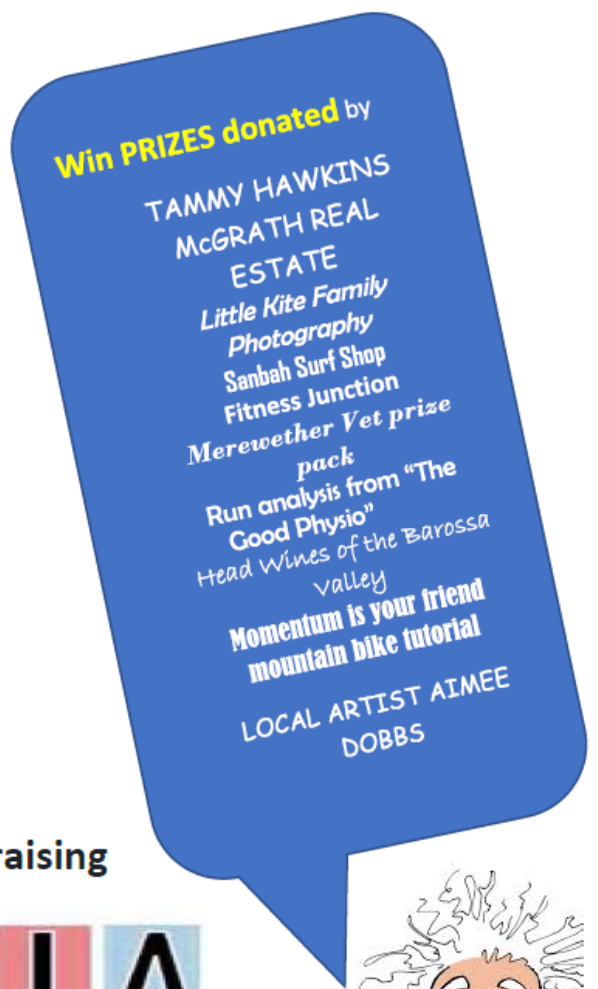 Win PRIZES donated by
TAMMY HAWKINS
McGRATH REAL
ESTATE
Little Kite Family
Photography
Sanbah Surf Shop
Fitness Junction
Merewether Vet prize
pack
Run analysis from “The
Good Physio”
Head Wines of the Barossa
Valley
Momentum is your friend
mountain bike tutorial
LOCAL ARTIST AIMEE
DOBBS
raising
IA